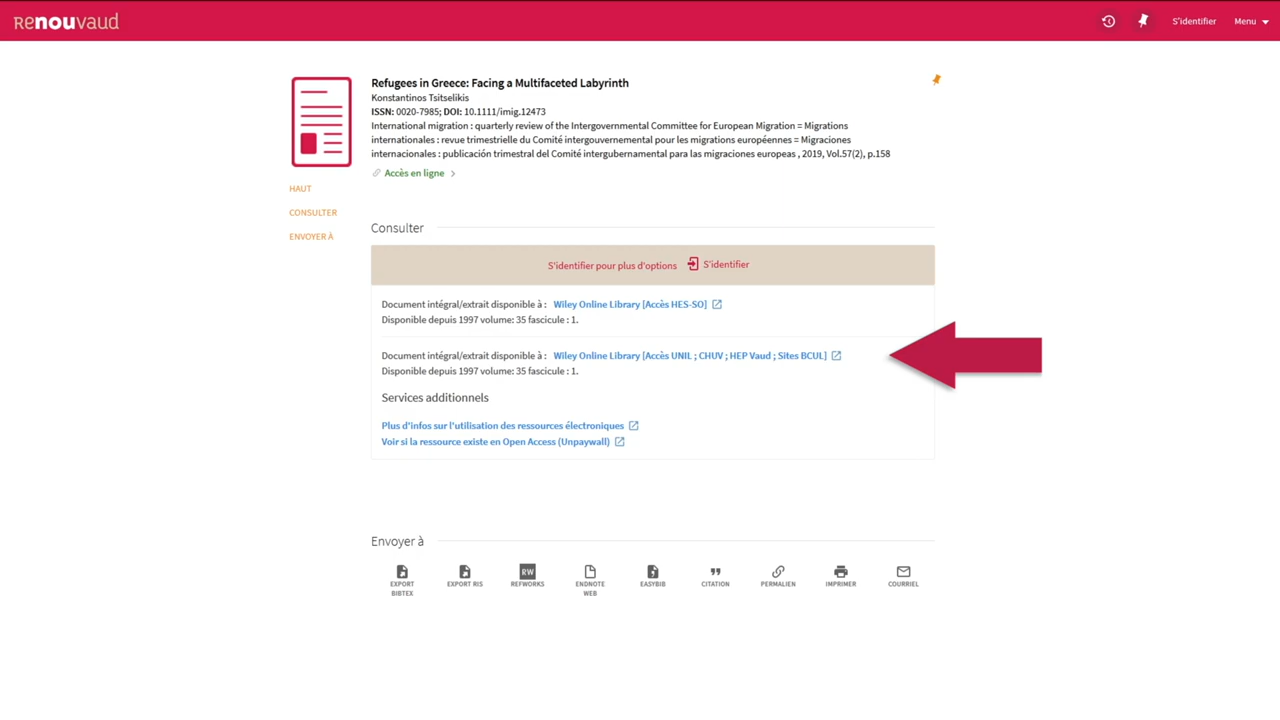 Renouvaud
S'identifier
Menu
Refugees in Greece: Facing a Multifaceted Labyrinth
Konstantinos Tsitselikis
ISSN: 0020-7985; DOI: 10.1111/imig.12473
International migration : quarterly review of the Intergovernmental Committee for European Migration = Migrations
internationales : revue trimestrielle du Comité intergouvernemental pour les migrations européennes = Migraciones
internacionales : publicación trimestral del Comité intergubernamental para las migraciones europeas , 2019, Vol.57(2), p.158
Accès en ligne
HAUT
CONSULTER
ENVOYER À
Consulter
S'identifier pour plus d'options S'identifier
Document intégral/extrait disponible à : Wiley Online Library [Accès HES-SO]
Disponible depuis 1997 volume: 35 fascicule : 1.
Document intégral/extrait disponible à : Wiley Online Library [Accès UNIL ; CHUV ; HEP Vaud ; Sites BCUL]
Disponible depuis 1997 volume: 35 fascicule : 1.
Services additionnels
Plus d'infos sur l'utilisation des ressources électroniques
Voir si la ressource existe en Open Access (Unpaywall)
Envoyer à
EXPORT BIBTEX
EXPORT RIS
RW
REFWORKS
ENDNOTE WEB
EASYBIB
CITATION
PERMALIEN
IMPRIMER
COURRIEL